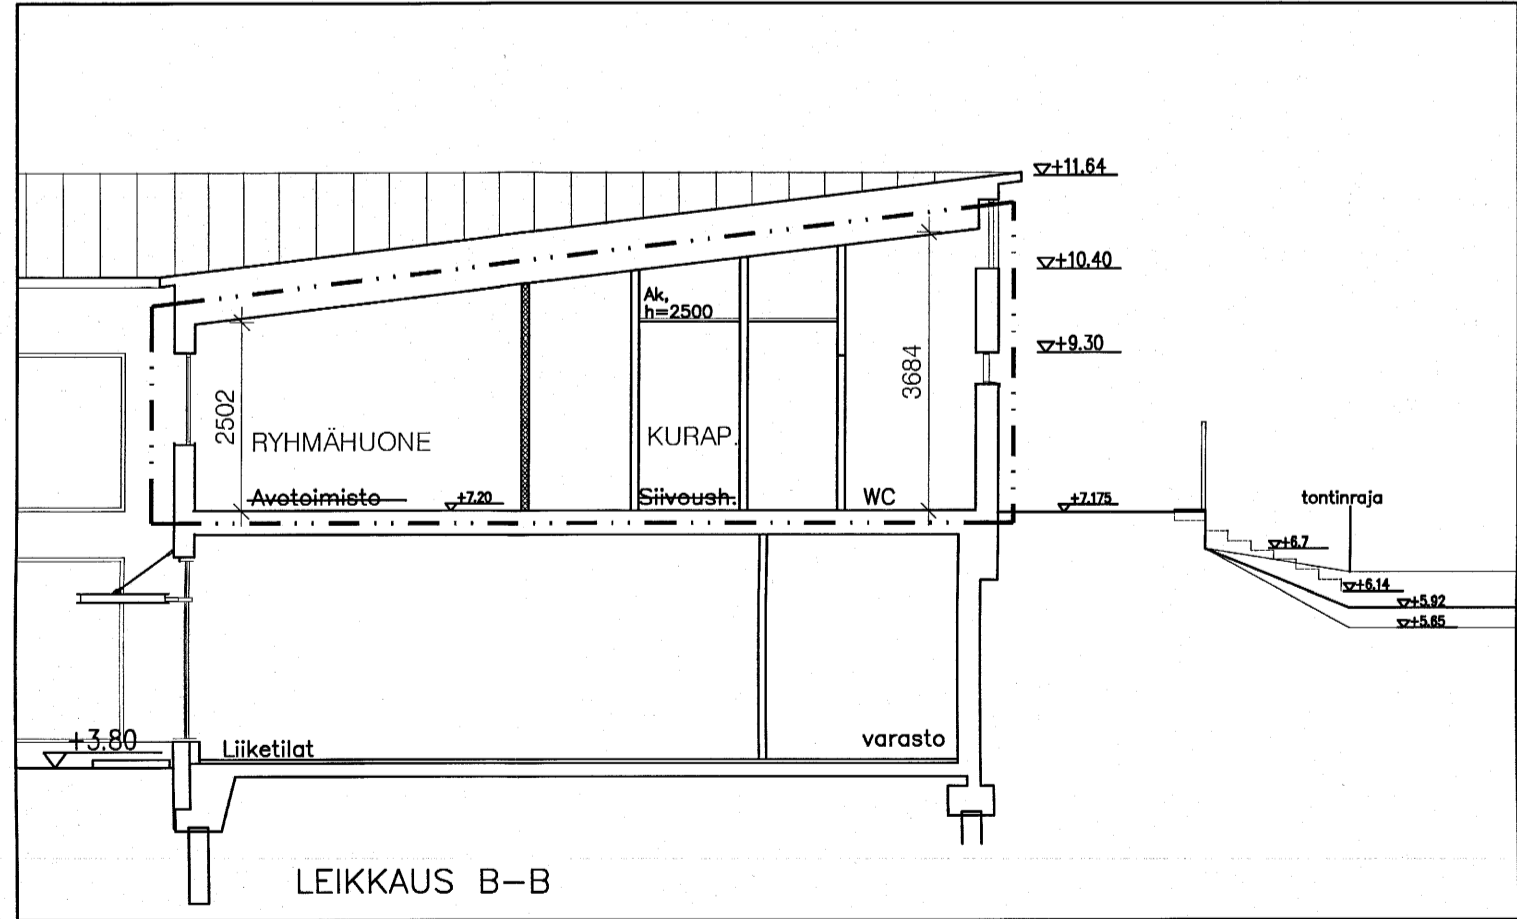 +11.64
+10.40
Ak,
h=2500
+9.30
3684
2502
RYHMÄHUONE
KURAP.
Avotoimisto
+7.20
Siivoush.
WC
+7.175
tontinraja
+6.7
+6.14
+5.92
+5.65
+3.80
Liiketilat
varasto
LEIKKAUS B-B